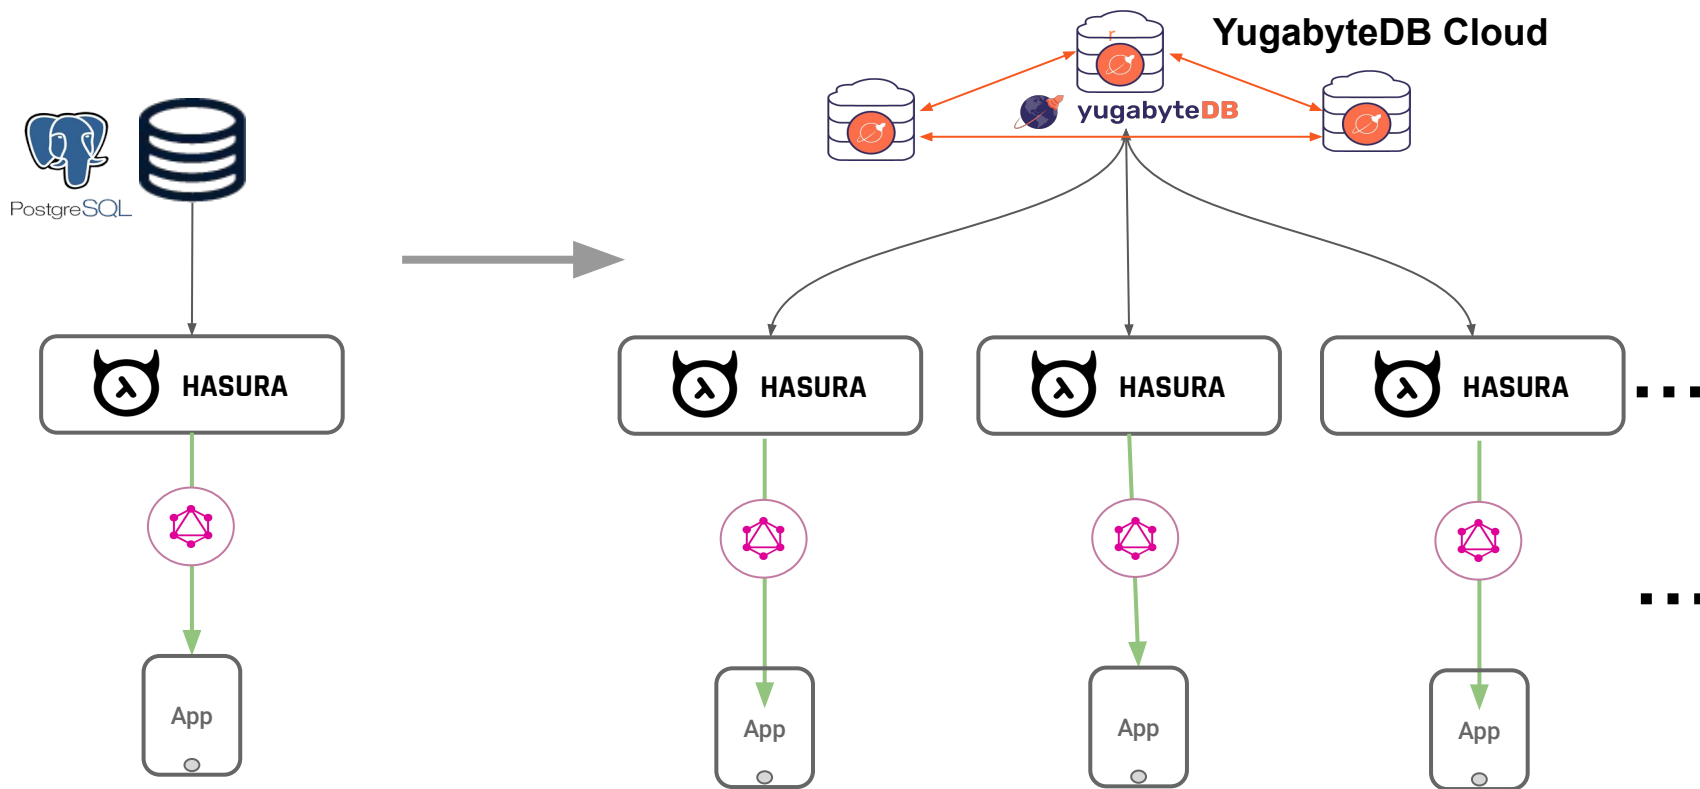 YugabyteDB Cloud
r
PostgreSQL
yugabyteDB
HASURA
HASURA
HASURA
HASURA
App
App
App
App